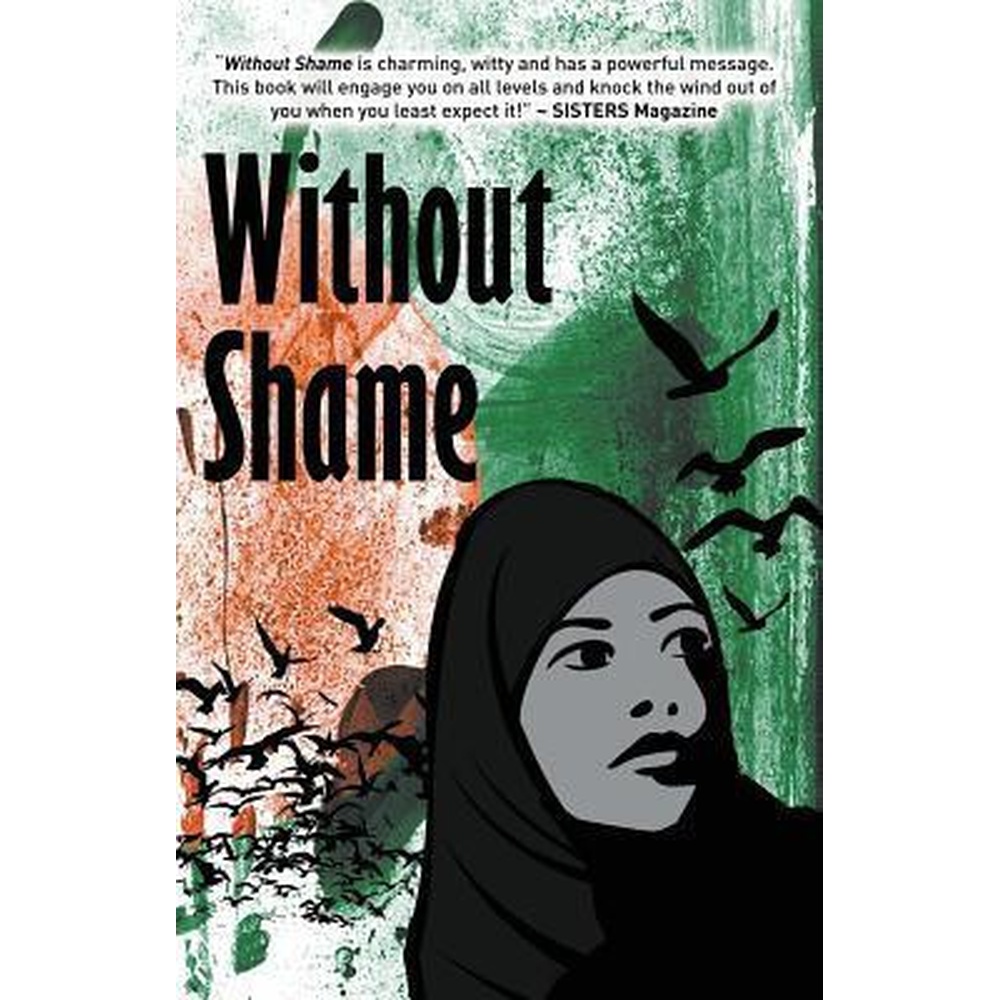 "Without Shame is charming, witty and has a powerful message.
This book will engage you on all levels and knock the wind out of
you when you least expect it!" ~ SISTERS Magazine
Without
Shame